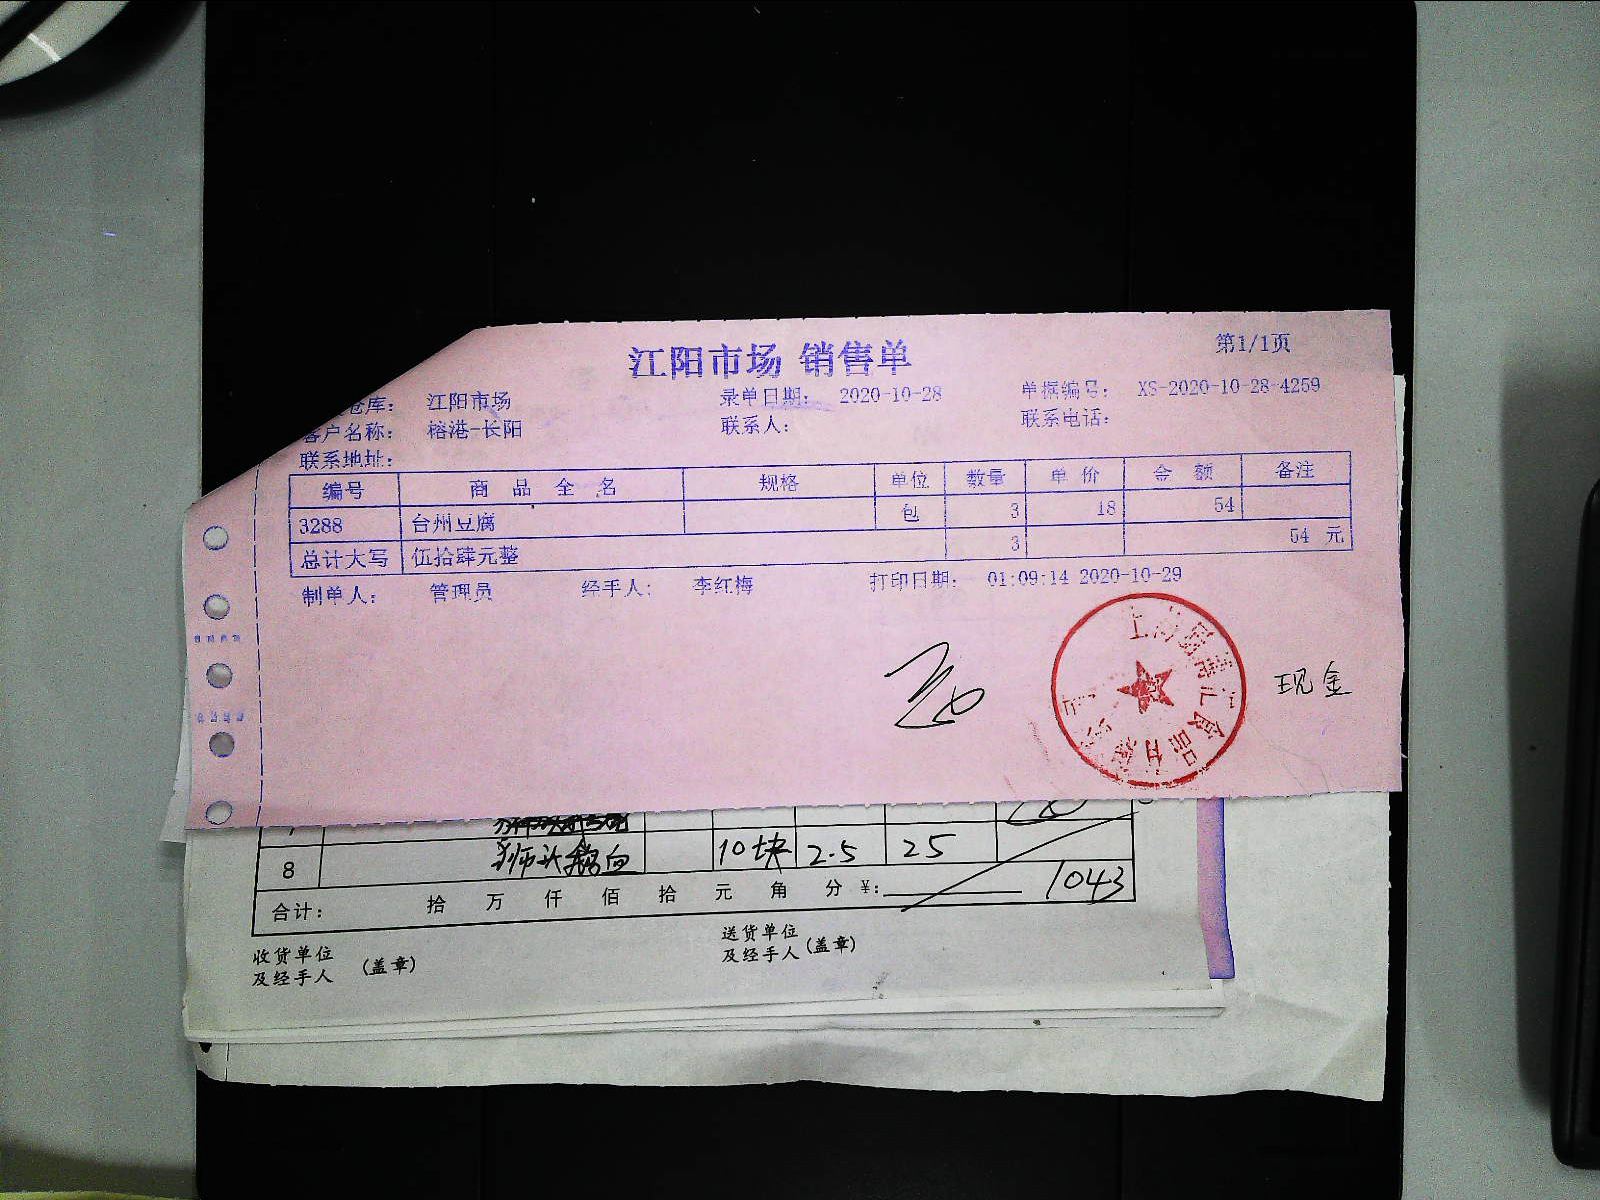 江阳市场 销售单
第1/1页
仓库： 江阳市场 录单日期： 2020-10-28 单据编号： XS-2020-10-28-4259
客户名称： 榕港-长阳 联系人： 联系电话：
联系地址：
编号 商品全名 规格 单位 数量 单价 金额 备注
3288 台州豆腐 包 3 18 54
总计大写 伍拾肆元整 3 54 元
制单人： 管理员 经手人： 李红梅 打印日期： 01:09:14 2020-10-29
现金
8 狮头鹅血 10块 2.5 25
合计： 拾 万 仟 佰 拾 元 角 分 ¥： 1043
收货单位 送货单位
及经手人 (盖章) 及经手人 (盖章)